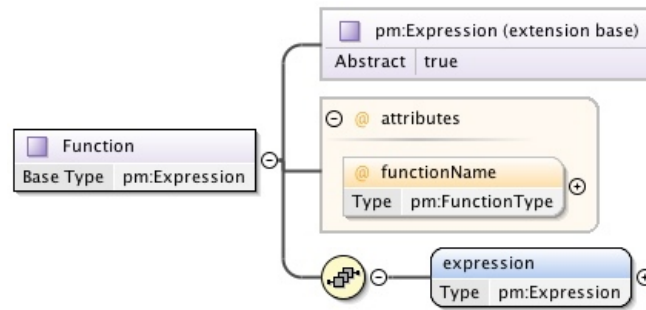 pm:Expression (extension base)
Abstract true
@ attributes
Function
@ functionName
Base Type pm:Expression
Type pm:FunctionType
expression
Type pm:Expression